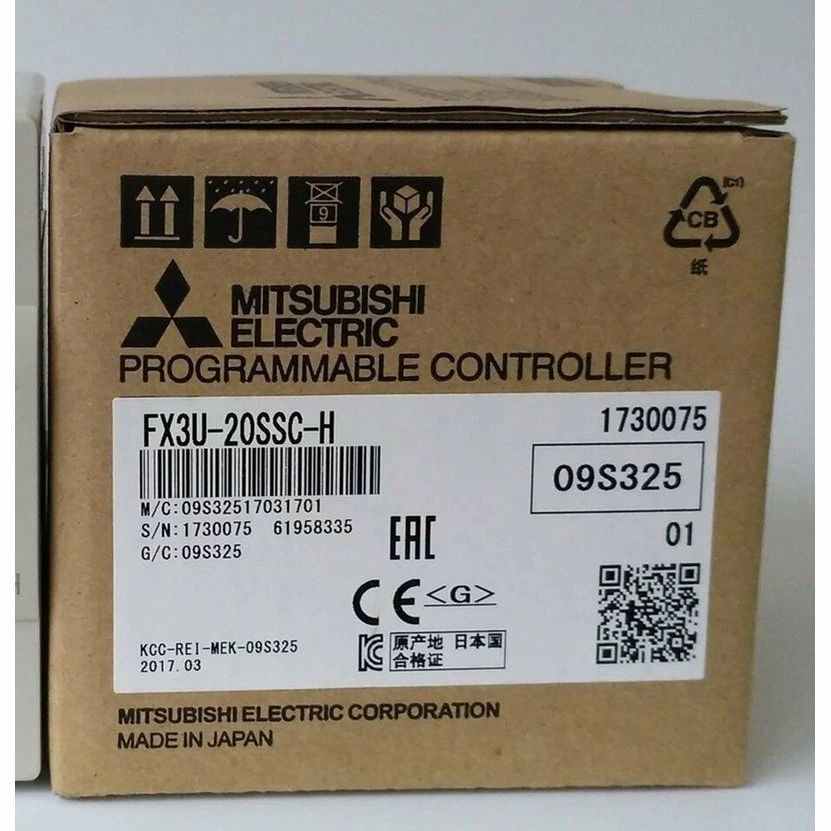 9
[C1]
CB
纸
MITSUBISHI
ELECTRIC
PROGRAMMABLE CONTROLLER
FX3U-20SSC-H
1730075
M/C:09S32517031701
S/N:1730075 61958335
G/C:09S325
09S325
01
EAC
CE <G>
KCC-REI-MEK-09S325
2017.03
原产地 日本国
合格证
MITSUBISHI ELECTRIC CORPORATION
MADE IN JAPAN